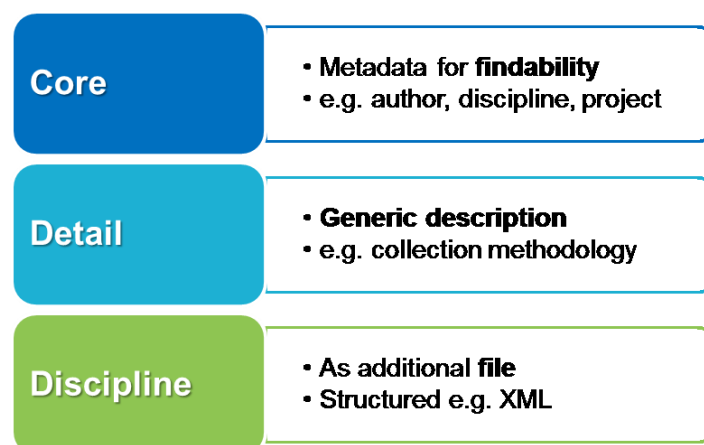 Core
• Metadata for findability
• e.g. author, discipline, project
Detail
• Generic description
• e.g. collection methodology
Discipline
• As additional file
• Structured e.g. XML